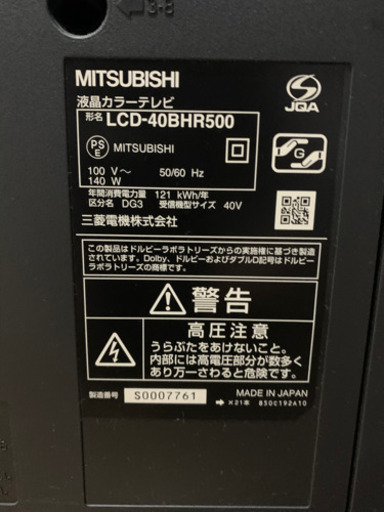 3-8
MITSUBISHI
液晶カラーテレビ
形名 LCD-40BHR500
JQA
PS E MITSUBISHI
G
100 V～ 50/60 Hz
140 W
年間消費電力量 121 kWh/年
区分名 DG3 受信機型サイズ 40V
三菱電機株式会社
この製品はドルビーラボラトリーズからの実施権に基づき製造
されています。Dolby、ドルビーおよびダブルD記号はドルビー
ラボラトリーズの商標です。
警告
高圧注意
うらぶたをあけないこと。
内部には高電圧部分が数多く
あり万一さわると危険です。
製造番号 S0007761
MADE IN JAPAN
➔ ×21本 850C192A10